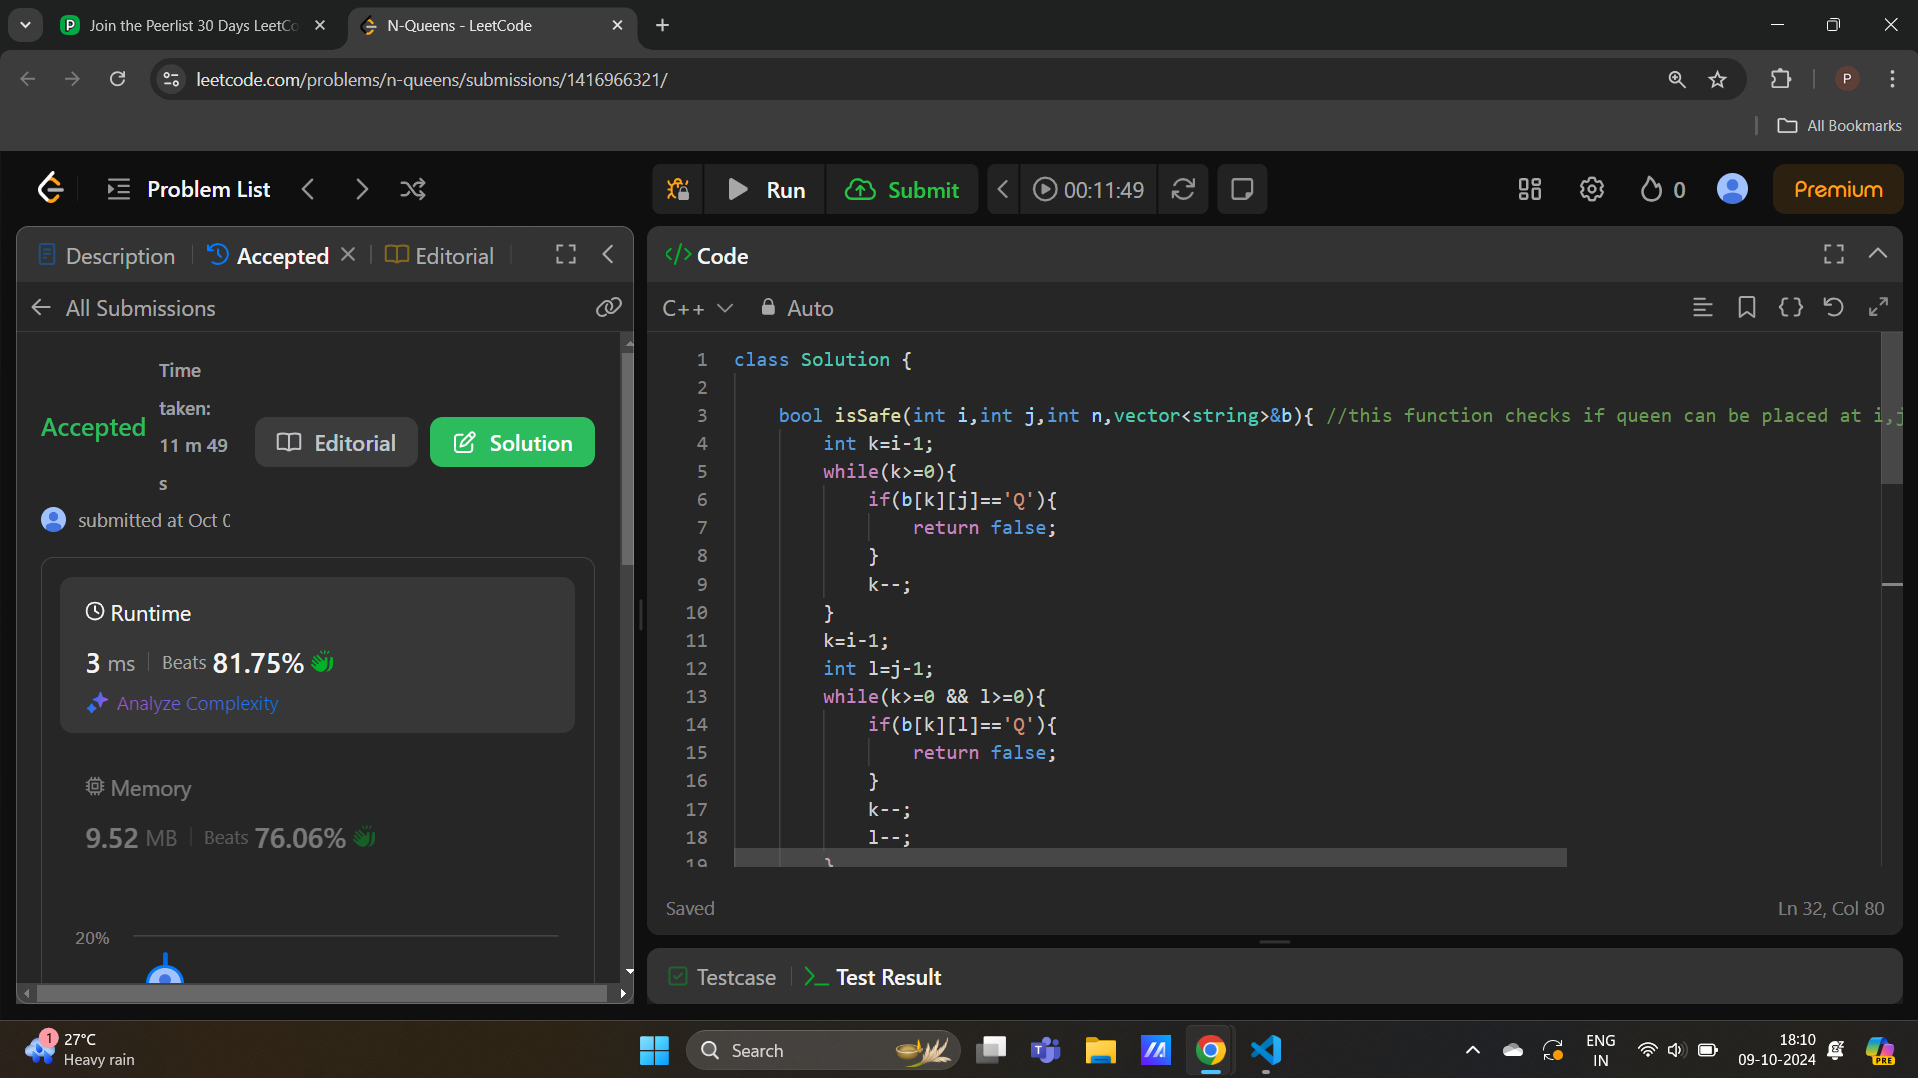 Join the Peerlist 30 Days LeetCo
N-Queens - LeetCode
leetcode.com/problems/n-queens/submissions/1416966321/
P
All Bookmarks
Problem List
Run
Submit
00:11:49
0
Premium
Description
Accepted
Editorial
All Submissions
Accepted
Time
taken:
11 m 49
s
Editorial
Solution
submitted at Oct 0
Runtime
3 ms
Beats 81.75%
Analyze Complexity
Memory
9.52 MB
Beats 76.06%
20%
</> Code
C++
Auto
1 class Solution {
2
3 bool isSafe(int i,int j,int n,vector<string>&b){ //this function checks if queen can be placed at i,j
4 int k=i-1;
5 while(k>=0){
6 if(b[k][j]=='Q'){
7 return false;
8 }
9 k--;
10 }
11 k=i-1;
12 int l=j-1;
13 while(k>=0 && l>=0){
14 if(b[k][l]=='Q'){
15 return false;
16 }
17 k--;
18 l--;
19 }
Saved
Ln 32, Col 80
Testcase
Test Result
1
27°C
Heavy rain
Search
ENG
IN
18:10
09-10-2024
PRE